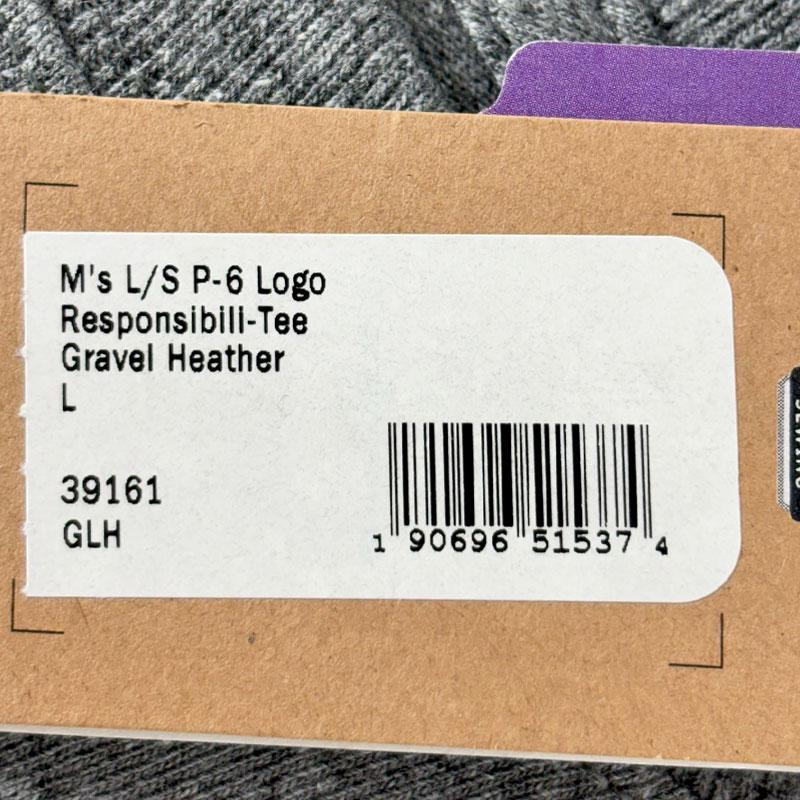 M's L/S P-6 Logo
Responsibili-Tee
Gravel Heather
L
39161
GLH
1 90696 51537 4